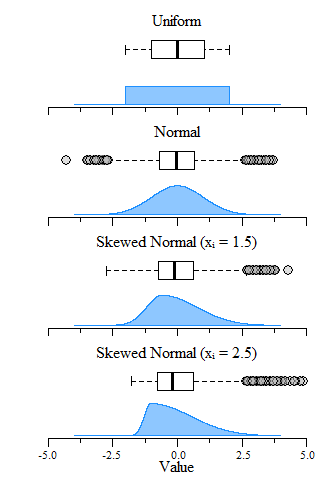 Uniform
Normal
Skewed Normal (xᵢ = 1.5)
Skewed Normal (xᵢ = 2.5)
-5.0 -2.5 0.0 2.5 5.0
Value